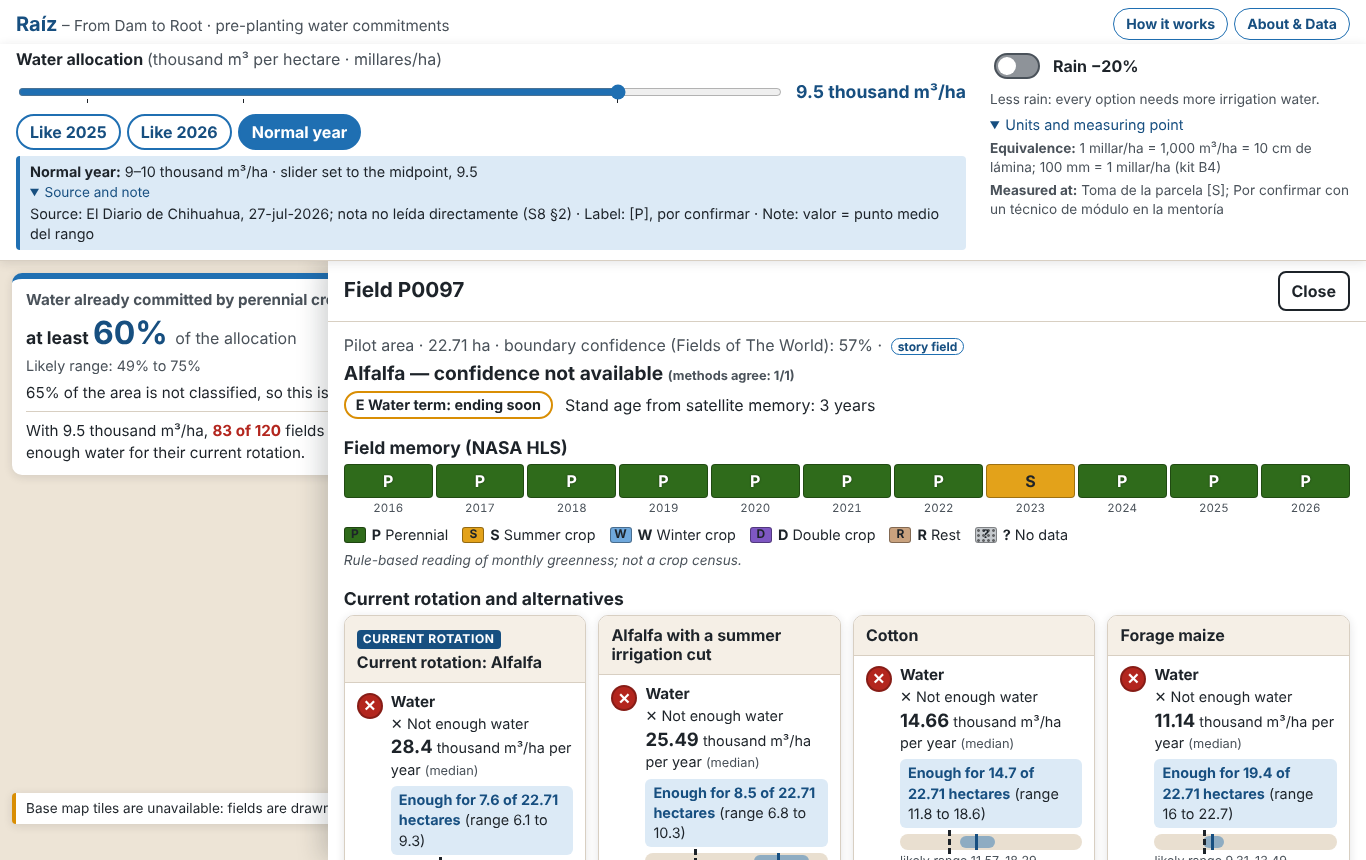 Raíz – From Dam to Root · pre-planting water commitments
How it works
About & Data
Water allocation (thousand m³ per hectare · millares/ha)
9.5 thousand m³/ha
Like 2025
Like 2026
Normal year
Normal year: 9–10 thousand m³/ha · slider set to the midpoint, 9.5
▼ Source and note
Source: El Diario de Chihuahua, 27-jul-2026; nota no leída directamente (S8 §2) · Label: [P], por confirmar · Note: valor = punto medio
del rango
Rain −20%
Less rain: every option needs more irrigation water.
▼ Units and measuring point
Equivalence: 1 millar/ha = 1,000 m³/ha = 10 cm de
lámina; 100 mm = 1 millar/ha (kit B4)
Measured at: Toma de la parcela [S]; Por confirmar con
un técnico de módulo en la mentoría
Water already committed by perennial
at least 60% of the allocation
Likely range: 49% to 75%
65% of the area is not classified, so this is
With 9.5 thousand m³/ha, 83 of 120 fields
enough water for their current rotation.
Base map tiles are unavailable: fields are drawn
Field P0097
Close
Pilot area · 22.71 ha · boundary confidence (Fields of The World): 57% · story field
Alfalfa — confidence not available (methods agree: 1/1)
E Water term: ending soon
Stand age from satellite memory: 3 years
Field memory (NASA HLS)
P P P P P P P S P P P
2016 2017 2018 2019 2020 2021 2022 2023 2024 2025 2026
P P Perennial S S Summer crop W W Winter crop D D Double crop R R Rest ? ? No data
Rule-based reading of monthly greenness; not a crop census.
Current rotation and alternatives
CURRENT ROTATION
Current rotation: Alfalfa
Water
✕ Not enough water
28.4 thousand m³/ha per
year (median)
Enough for 7.6 of 22.71
hectares (range 6.1 to
9.3)
Alfalfa with a summer
irrigation cut
Water
✕ Not enough water
25.49 thousand m³/ha
per year (median)
Enough for 8.5 of 22.71
hectares (range 6.8 to
10.3)
Cotton
Water
✕ Not enough water
14.66 thousand m³/ha
per year (median)
Enough for 14.7 of
22.71 hectares (range
11.8 to 18.6)
likely range 11.57–18.29
Forage maize
Water
✕ Not enough water
11.14 thousand m³/ha per
year (median)
Enough for 19.4 of
22.71 hectares (range
16 to 22.7)